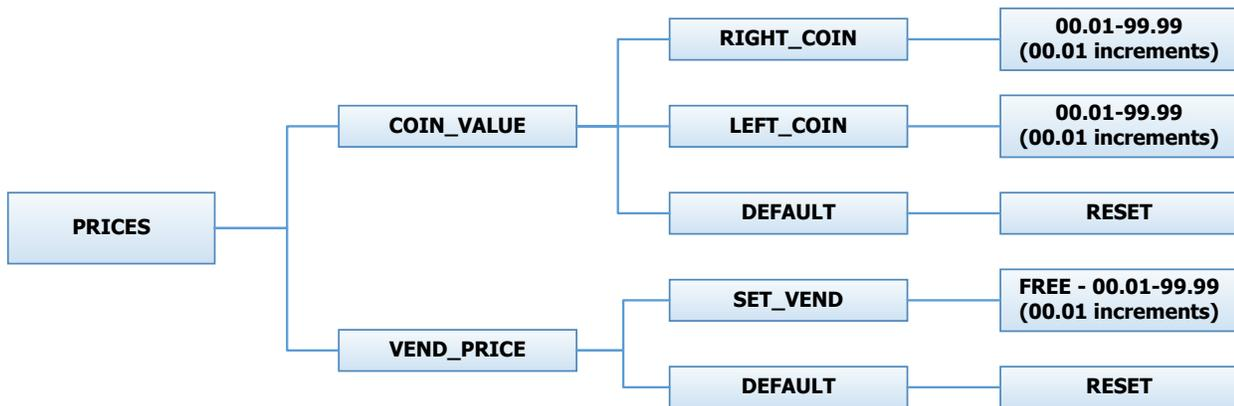 RIGHT_COIN
00.01-99.99
(00.01 increments)
COIN_VALUE
LEFT_COIN
00.01-99.99
(00.01 increments)
PRICES
DEFAULT
RESET
SET_VEND
FREE - 00.01-99.99
(00.01 increments)
VEND_PRICE
DEFAULT
RESET